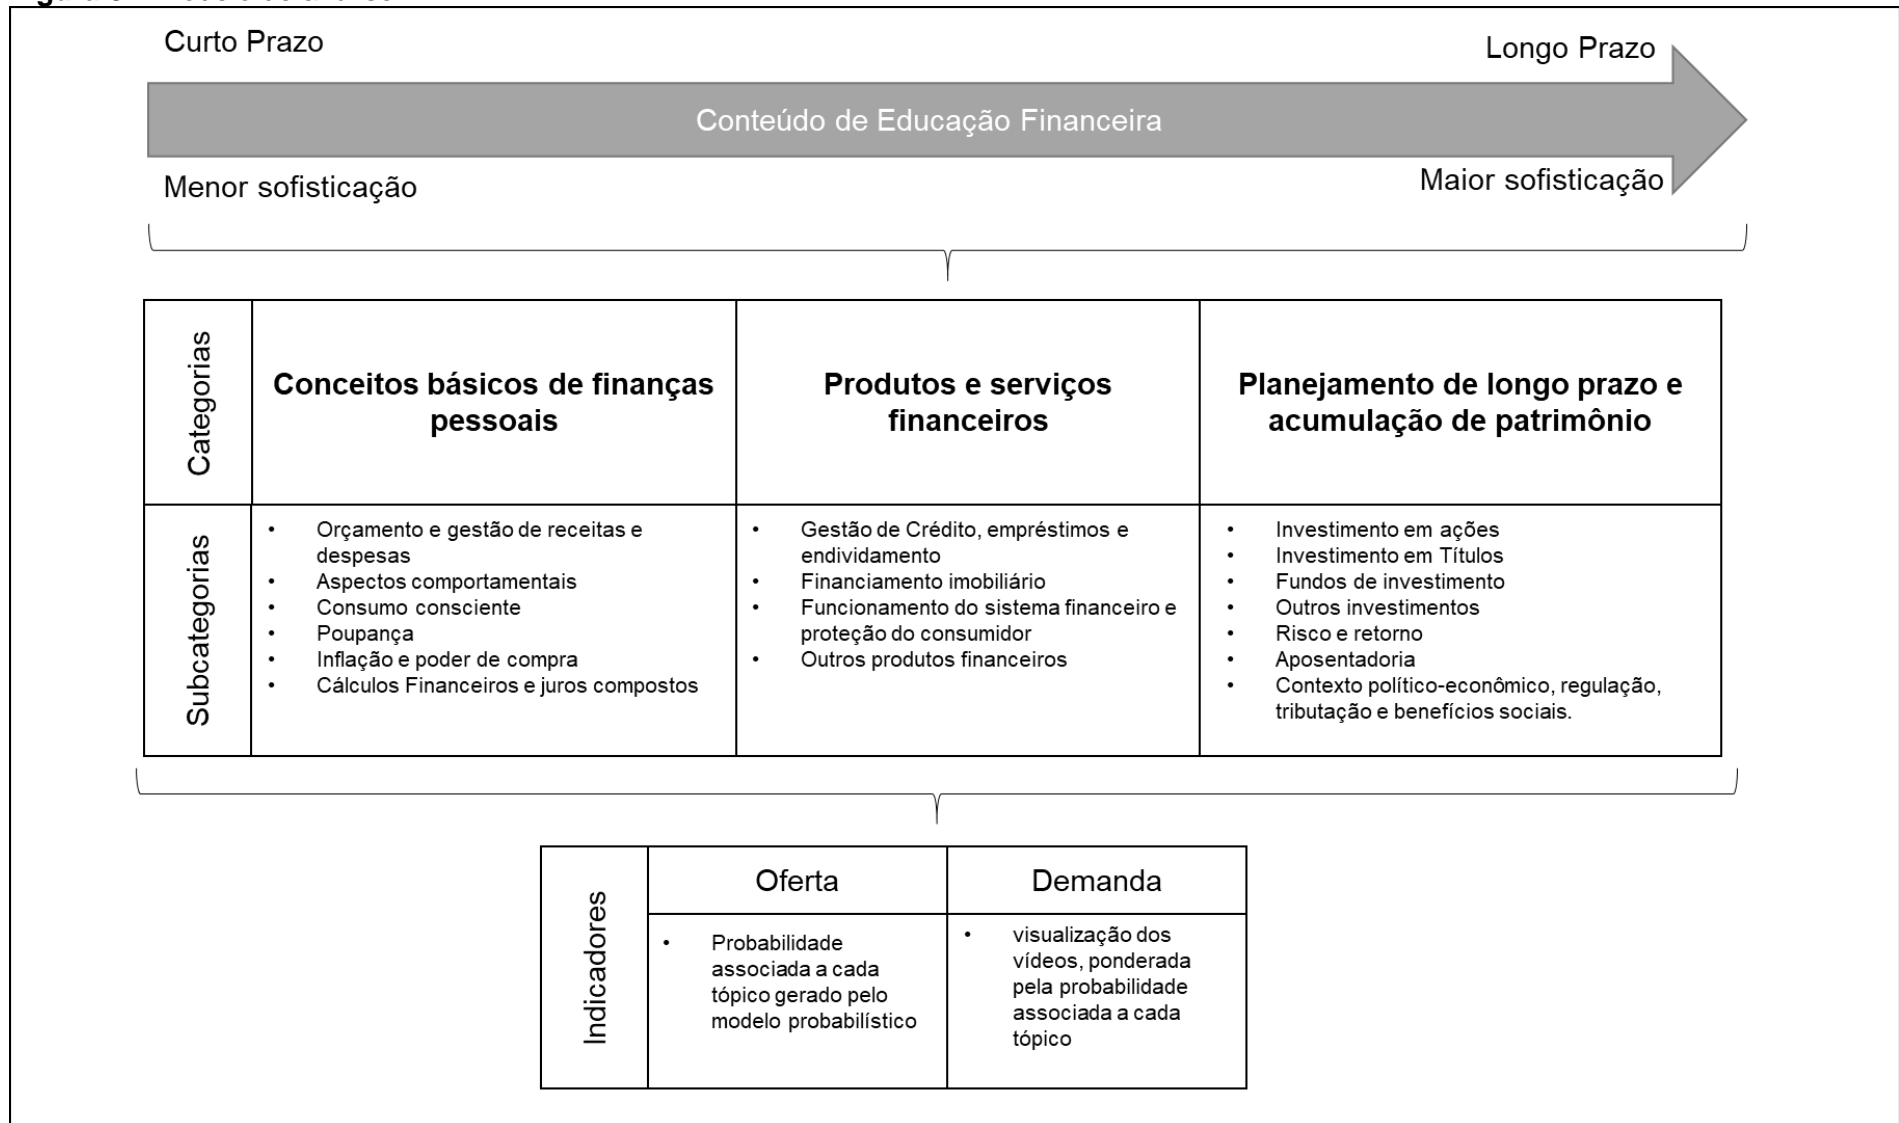 Curto Prazo
Longo Prazo
Conteúdo de Educação Financeira
Menor sofisticação
Maior sofisticação
Categorias
Conceitos básicos de finanças
pessoais
Produtos e serviços
financeiros
Planejamento de longo prazo e
acumulação de patrimônio
Subcategorias
• Orçamento e gestão de receitas e
despesas
• Aspectos comportamentais
• Consumo consciente
• Poupança
• Inflação e poder de compra
• Cálculos Financeiros e juros compostos
• Gestão de Crédito, empréstimos e
endividamento
• Financiamento imobiliário
• Funcionamento do sistema financeiro e
proteção do consumidor
• Outros produtos financeiros
• Investimento em ações
• Investimento em Títulos
• Fundos de investimento
• Outros investimentos
• Risco e retorno
• Aposentadoria
• Contexto político-econômico, regulação,
tributação e benefícios sociais.
Indicadores
Oferta
• Probabilidade
associada a cada
tópico gerado pelo
modelo probabilístico
Demanda
• visualização dos
vídeos, ponderada
pela probabilidade
associada a cada
tópico